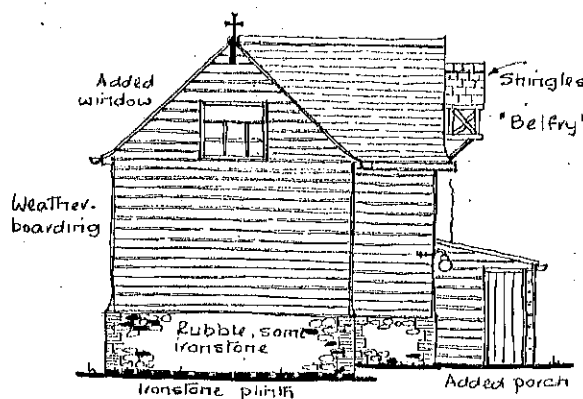 Added
window
Shingles
"Belfry"
Weather-
boarding
Rubble, some
ironstone
Ironstone plinth
Added porch